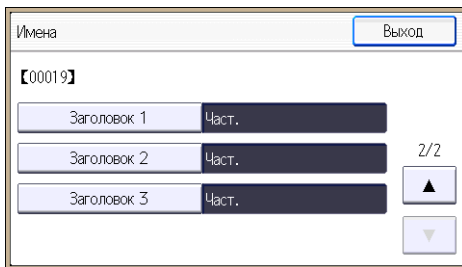 Имена Выход
【00019】
Заголовок 1 Част.
Заголовок 2 Част. 2/2
▲
Заголовок 3 Част.
▼